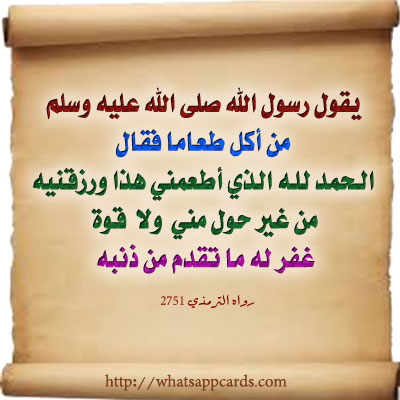 يقول رسول الله صلى الله عليه وسلم
من أكل طعاما فقال
الحمد لله الذي أطعمني هذا ورزقنيه
من غير حول مني ولا قوة
غفر له ما تقدم من ذنبه
رواه الترمذي 2751
http://whatsappcards.com